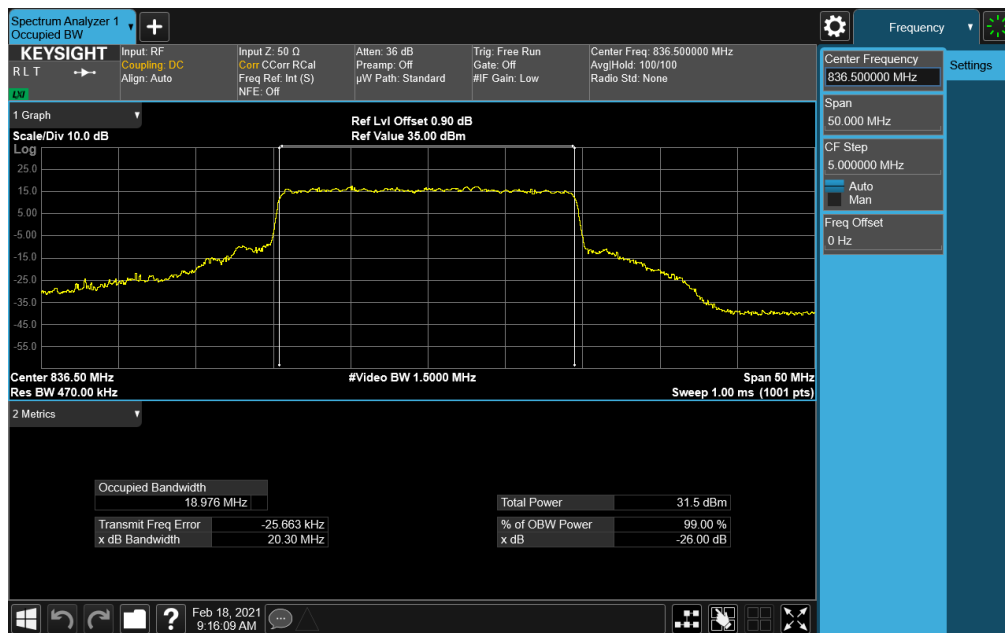 Spectrum Analyzer 1
Occupied BW
Frequency
KEYSIGHT
R L T
LXI
Input: RF
Coupling: DC
Align: Auto
Input Z: 50 Ω
Corr CCorr RCal
Freq Ref: Int (S)
NFE: Off
Atten: 36 dB
Preamp: Off
µW Path: Standard
Trig: Free Run
Gate: Off
#IF Gain: Low
Center Freq: 836.500000 MHz
Avg|Hold: 100/100
Radio Std: None
Center Frequency
836.500000 MHz
Settings
Span
50.000 MHz
CF Step
5.000000 MHz
Auto
Man
Freq Offset
0 Hz
1 Graph
Scale/Div 10.0 dB
Ref Lvl Offset 0.90 dB
Ref Value 35.00 dBm
Log
25.0
15.0
5.00
-5.00
-15.0
-25.0
-35.0
-45.0
-55.0
Center 836.50 MHz
#Video BW 1.5000 MHz
Span 50 MHz
Res BW 470.00 kHz
Sweep 1.00 ms (1001 pts)
2 Metrics
Occupied Bandwidth
18.976 MHz
Total Power 31.5 dBm
Transmit Freq Error -25.663 kHz
% of OBW Power 99.00 %
x dB Bandwidth 20.30 MHz
x dB -26.00 dB
?
Feb 18, 2021
9:16:09 AM